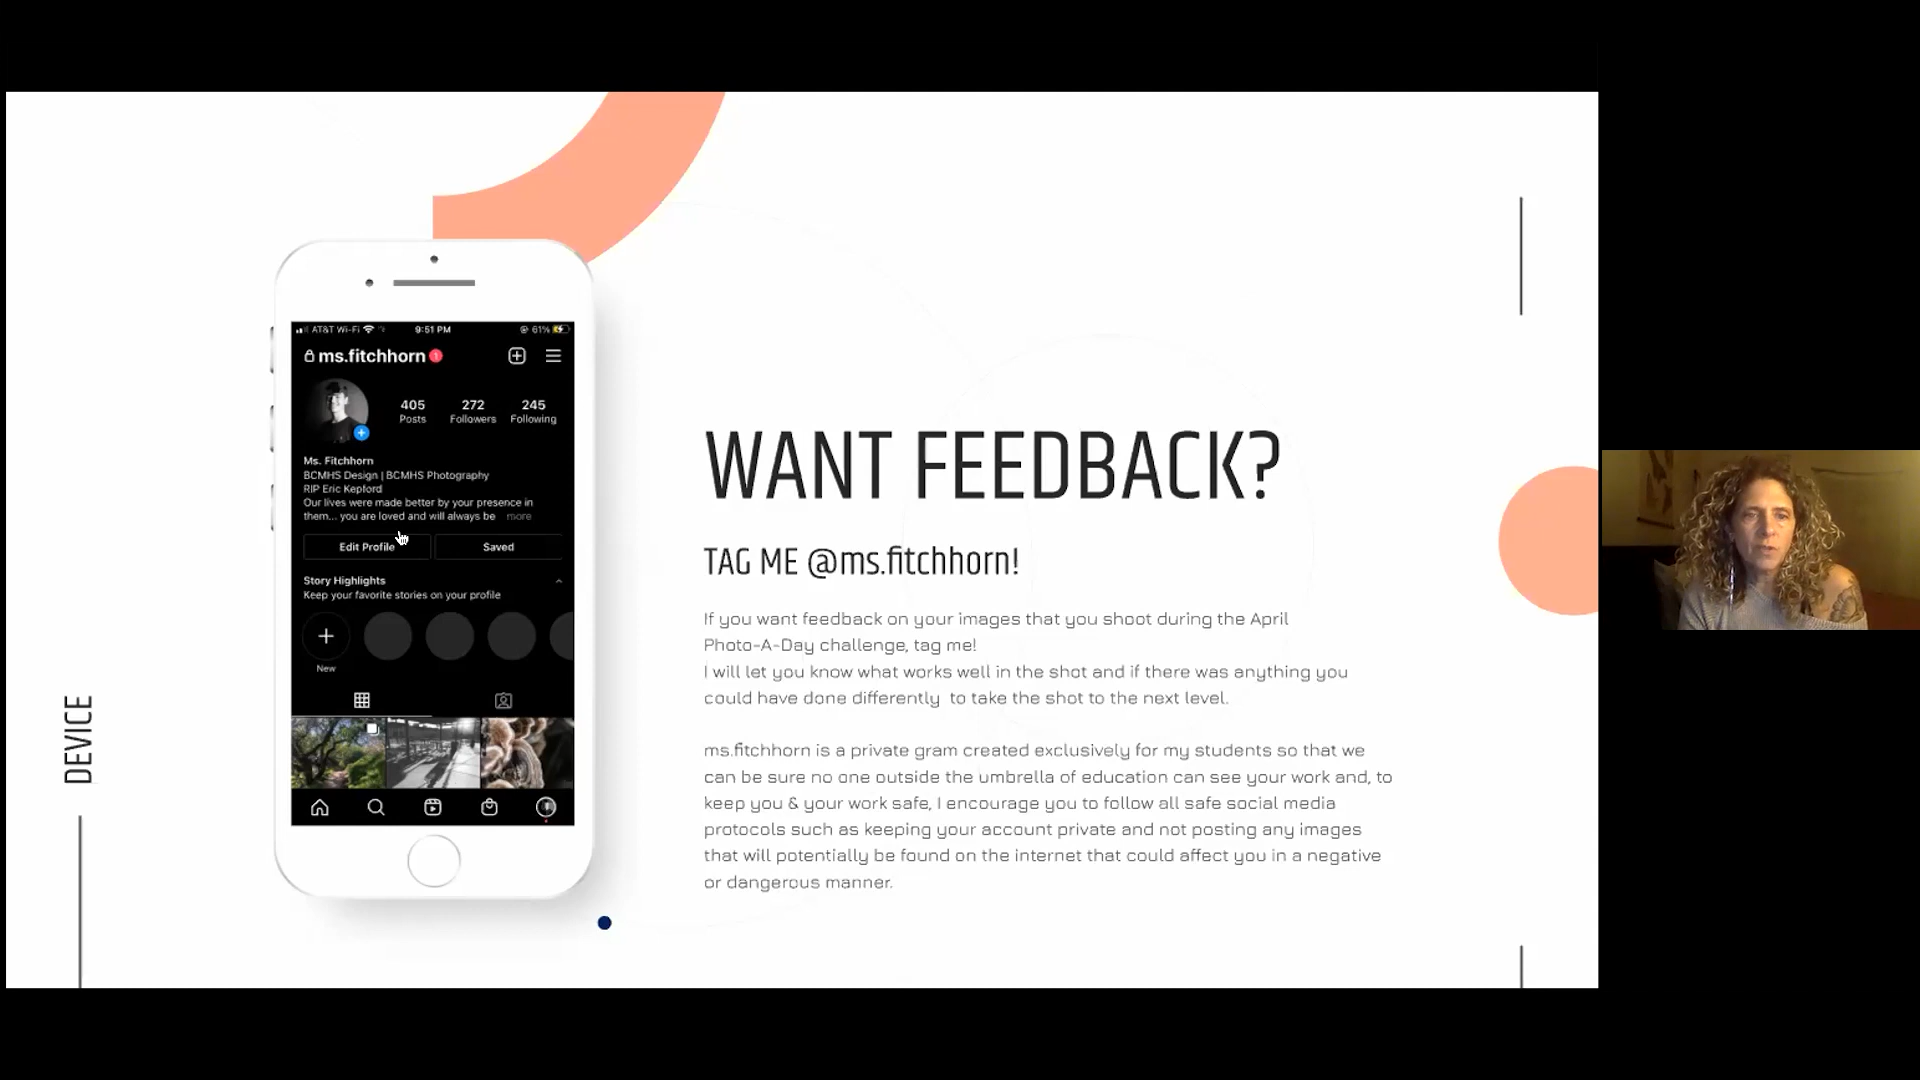 AT&T Wi-Fi
9:51 PM
61%
ms.fitchhorn
1
405
Posts
272
Followers
245
Following
Ms. Fitchhorn
BCMHS Design | BCMHS Photography
RIP Eric Kepford
Our lives were made better by your presence in
them... you are loved and will always be more
Edit Profile
Saved
Story Highlights
Keep your favorite stories on your profile
New
DEVICE
WANT FEEDBACK?
TAG ME @ms.fitchhorn!
If you want feedback on your images that you shoot during the April
Photo-A-Day challenge, tag me!
I will let you know what works well in the shot and if there was anything you
could have done differently to take the shot to the next level.
ms.fitchhorn is a private gram created exclusively for my students so that we
can be sure no one outside the umbrella of education can see your work and, to
keep you & your work safe, I encourage you to follow all safe social media
protocols such as keeping your account private and not posting any images
that will potentially be found on the internet that could affect you in a negative
or dangerous manner.